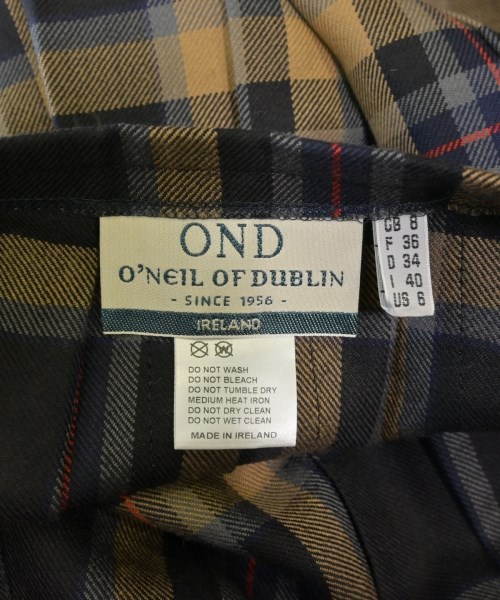 OND
O'NEIL OF DUBLIN
- SINCE 1956 -
IRELAND
GB 8
F 36
D 34
I 40
US 6
W
DO NOT WASH
DO NOT BLEACH
DO NOT TUMBLE DRY
MEDIUM HEAT IRON
DO NOT DRY CLEAN
DO NOT WET CLEAN
MADE IN IRELAND